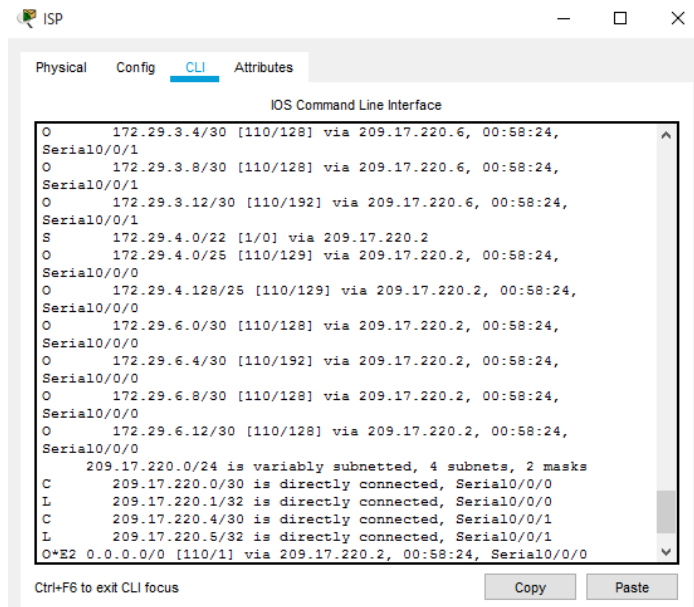 ISP
Physical Config CLI Attributes
IOS Command Line Interface
O 172.29.3.4/30 [110/128] via 209.17.220.6, 00:58:24,
Serial0/0/1
O 172.29.3.8/30 [110/128] via 209.17.220.6, 00:58:24,
Serial0/0/1
O 172.29.3.12/30 [110/192] via 209.17.220.6, 00:58:24,
Serial0/0/1
S 172.29.4.0/22 [1/0] via 209.17.220.2
O 172.29.4.0/25 [110/129] via 209.17.220.2, 00:58:24,
Serial0/0/0
O 172.29.4.128/25 [110/129] via 209.17.220.2, 00:58:24,
Serial0/0/0
O 172.29.6.0/30 [110/128] via 209.17.220.2, 00:58:24,
Serial0/0/0
O 172.29.6.4/30 [110/192] via 209.17.220.2, 00:58:24,
Serial0/0/0
O 172.29.6.8/30 [110/128] via 209.17.220.2, 00:58:24,
Serial0/0/0
O 172.29.6.12/30 [110/128] via 209.17.220.2, 00:58:24,
Serial0/0/0
209.17.220.0/24 is variably subnetted, 4 subnets, 2 masks
C 209.17.220.0/30 is directly connected, Serial0/0/0
L 209.17.220.1/32 is directly connected, Serial0/0/0
C 209.17.220.4/30 is directly connected, Serial0/0/1
L 209.17.220.5/32 is directly connected, Serial0/0/1
O*E2 0.0.0.0/0 [110/1] via 209.17.220.2, 00:58:24, Serial0/0/0
Ctrl+F6 to exit CLI focus
Copy Paste